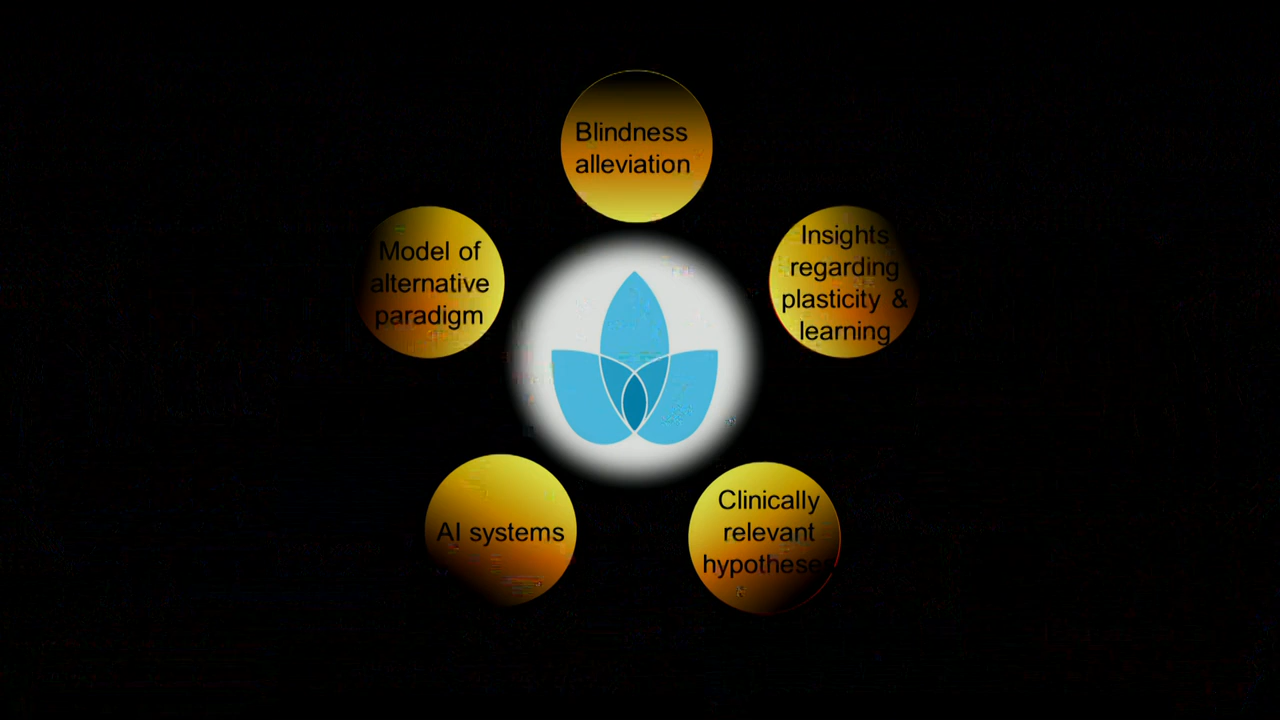 Blindness
alleviation
Model of
alternative
paradigm
Insights
regarding
plasticity &
learning
AI systems
Clinically
relevant
hypotheses